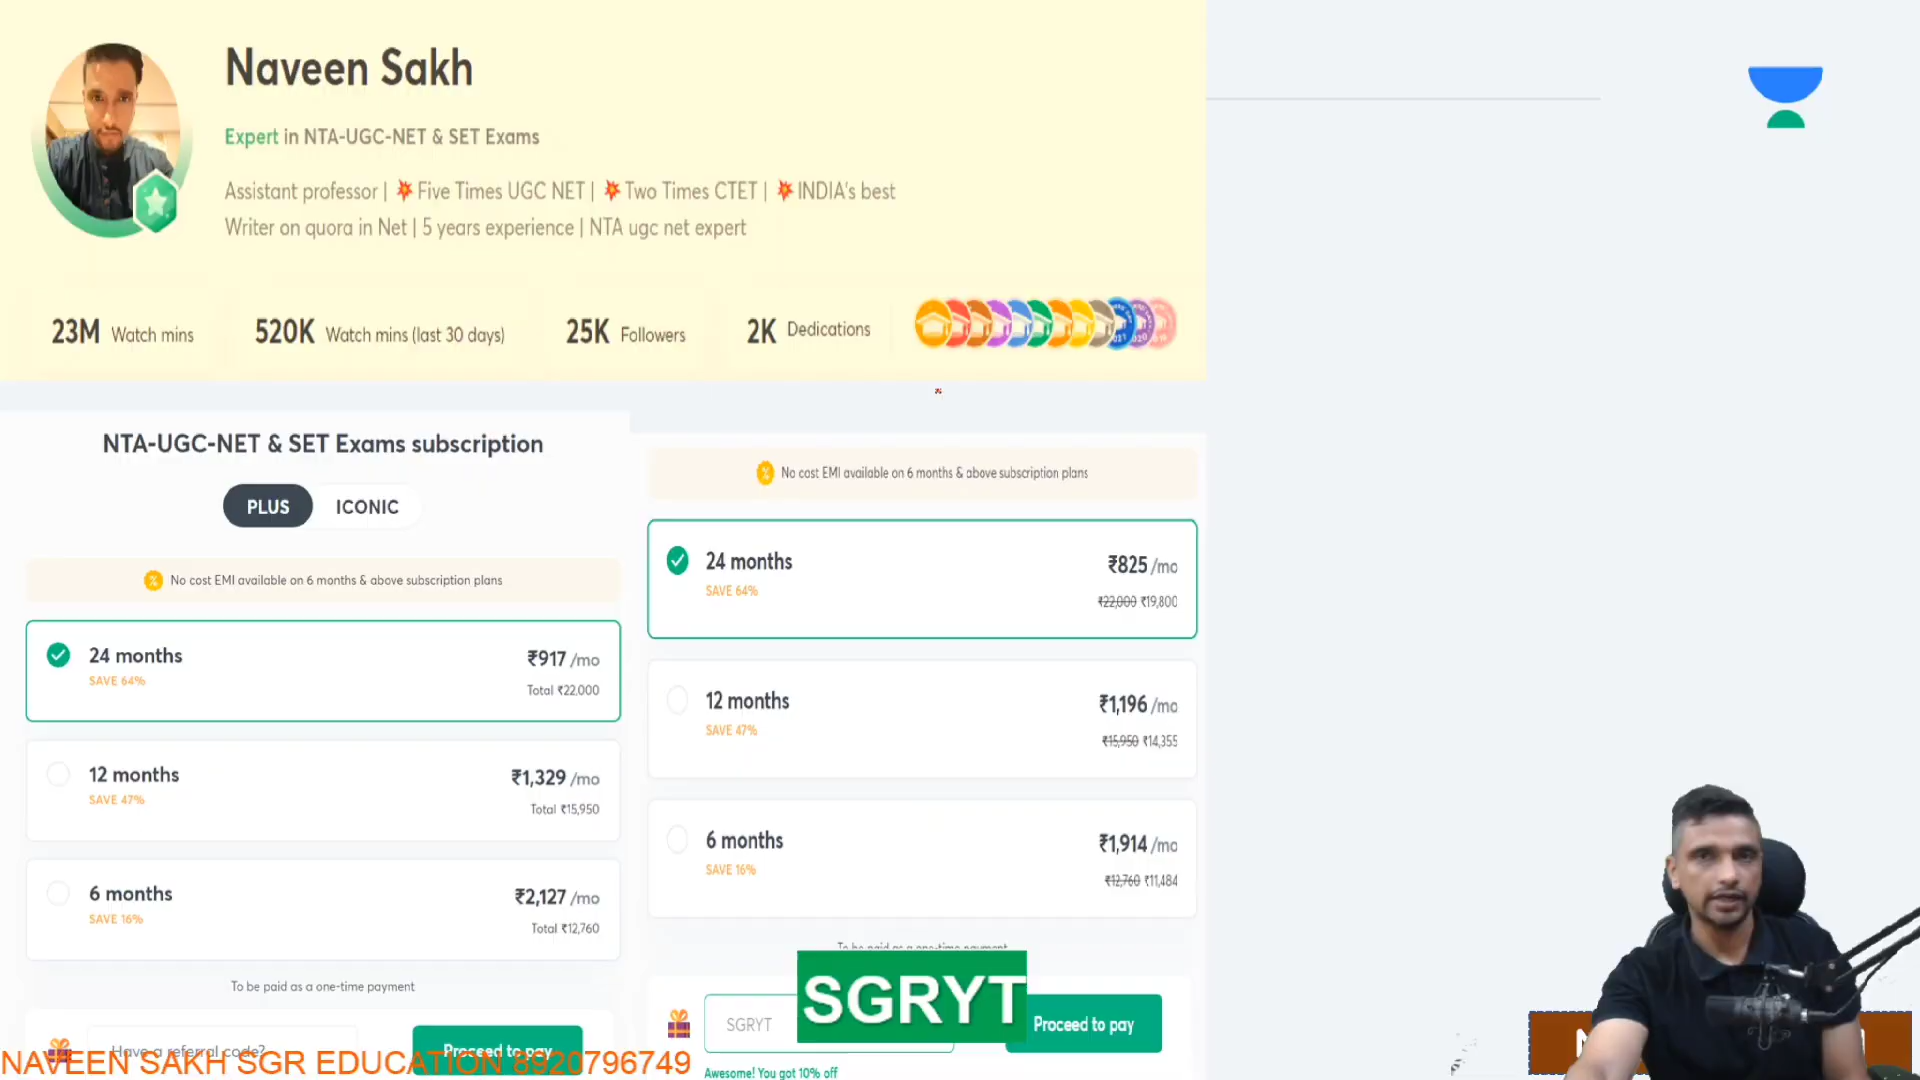 Naveen Sakh
Expert in NTA-UGC-NET & SET Exams
Assistant professor | 💥Five Times UGC NET | 💥Two Times CTET | 💥INDIA's best
Writer on quora in Net | 5 years experience | NTA ugc net expert
23M Watch mins
520K Watch mins (last 30 days)
25K Followers
2K Dedications
NTA-UGC-NET & SET Exams subscription
PLUS
ICONIC
No cost EMI available on 6 months & above subscription plans
24 months
₹917 /mo
SAVE 64%
Total ₹22,000
12 months
₹1,329 /mo
SAVE 47%
Total ₹15,950
6 months
₹2,127 /mo
SAVE 16%
Total ₹12,760
To be paid as a one-time payment
Have a referral code?
Proceed to pay
No cost EMI available on 6 months & above subscription plans
24 months
₹825 /mo
SAVE 64%
₹22,000 ₹19,800
12 months
₹1,196 /mo
SAVE 47%
₹15,950 ₹14,355
6 months
₹1,914 /mo
SAVE 16%
₹12,760 ₹11,484
To be paid as a one-time payment
SGRYT
SGRYT
Proceed to pay
Awesome! You got 10% off
NAVEEN SAKH SGR EDUCATION 8920796749